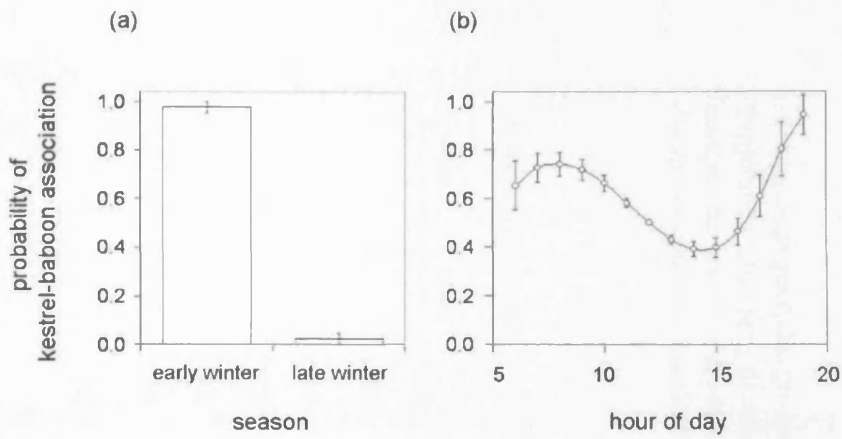 (a)
(b)
probability of
kestrel-baboon association
1.0
0.8
0.6
0.4
0.2
0.0
early winter late winter
season
1.0
0.8
0.6
0.4
0.2
0.0
5 10 15 20
hour of day